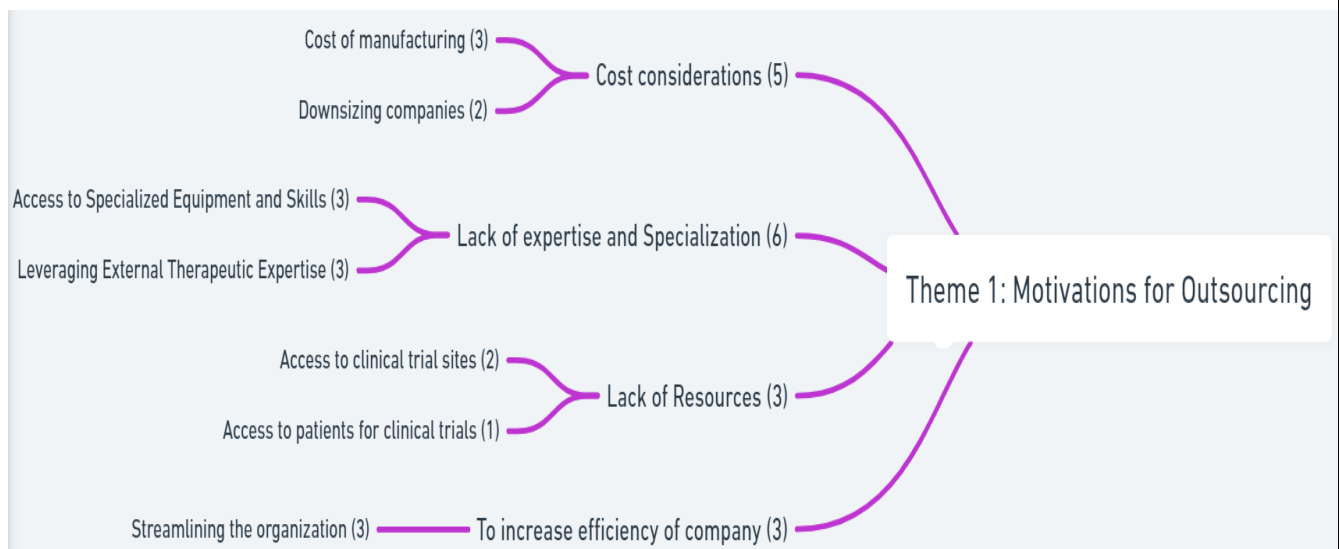 Cost of manufacturing (3)
Cost considerations (5)
Downsizing companies (2)
Access to Specialized Equipment and Skills (3)
Lack of expertise and Specialization (6)
Leveraging External Therapeutic Expertise (3)
Theme 1: Motivations for Outsourcing
Access to clinical trial sites (2)
Lack of Resources (3)
Access to patients for clinical trials (1)
Streamlining the organization (3)
To increase efficiency of company (3)